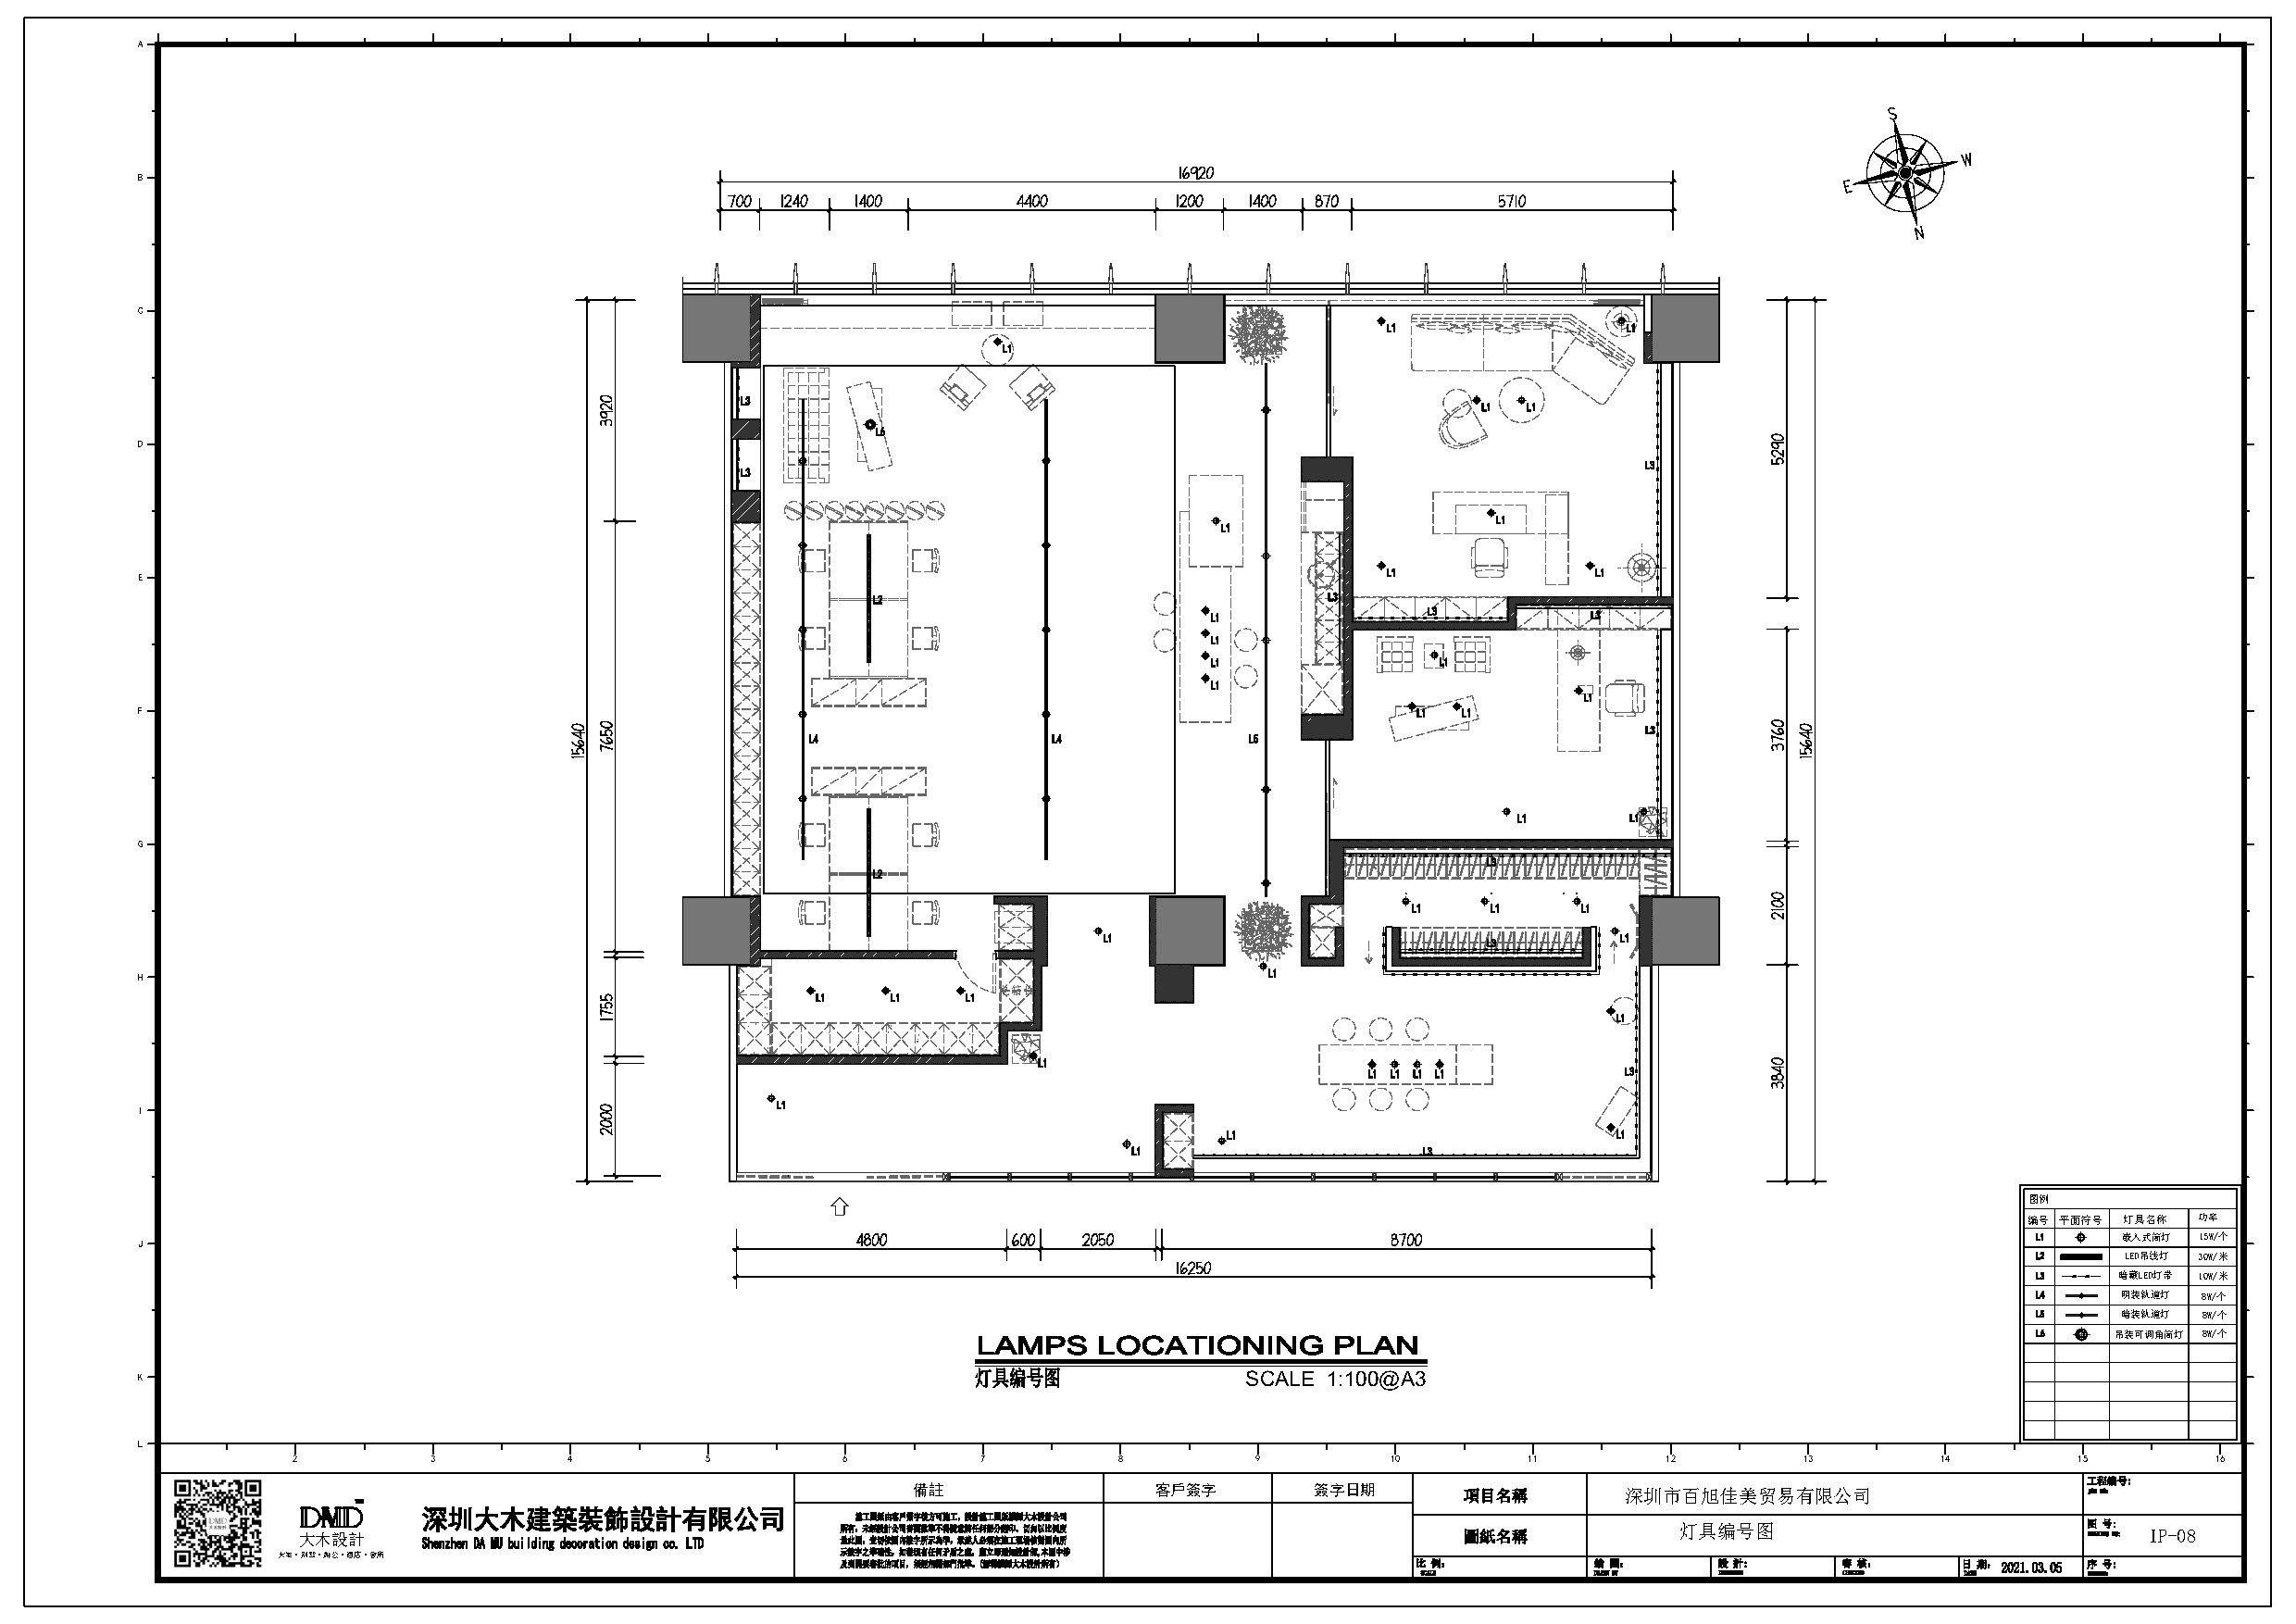 S
W
E
N
16920
700 1240 1400 4400 1200 1400 870 5710
15640
3920
7650
1755
2000
5290
3760
2100
3840
15640
L1
L1 L1
L3
L3
L1 L1
L3
L1
L1
L1 L1
L2
L3
L3
L1
L1
L1
L1
L1
L1
L1 L1
L4 L4
L3
L1 L1
L2
L3
L1 L1 L1
L1
L3
L1
L1
L1 L1 L1
L1
L1
L1 L1 L1 L1
L3
L1
L1
L1
L1
L3
4800 600 2050 8700
16250
LAMPS LOCATIONING PLAN
灯具编号图 SCALE 1:100@A3
图例
编号 平面符号 灯具名称 功率
L1 嵌入式筒灯 15W/个
L2 LED吊线灯 30W/米
L3 暗藏LED灯带 10W/米
L4 明装轨道灯 8W/个
L5 暗装轨道灯 8W/个
L6 吊装可调角筒灯 8W/个
A
B
C
D
E
F
G
H
I
J
K
L
2 3 4 5 6 7 8 9 10 11 12 13 14 15 16
DMD
大木設計
深圳大木建築裝飾設計有限公司
Shenzhen DA MU building decoration design co. LTD
備註
客戶簽字
簽字日期
項目名稱
深圳市百旭佳美贸易有限公司
工程編号:
圖紙名稱
灯具编号图
图 号:
IP-08
比 例:
繪 圖:
設 計:
審 核:
日 期:
2021.03.05
序 号: